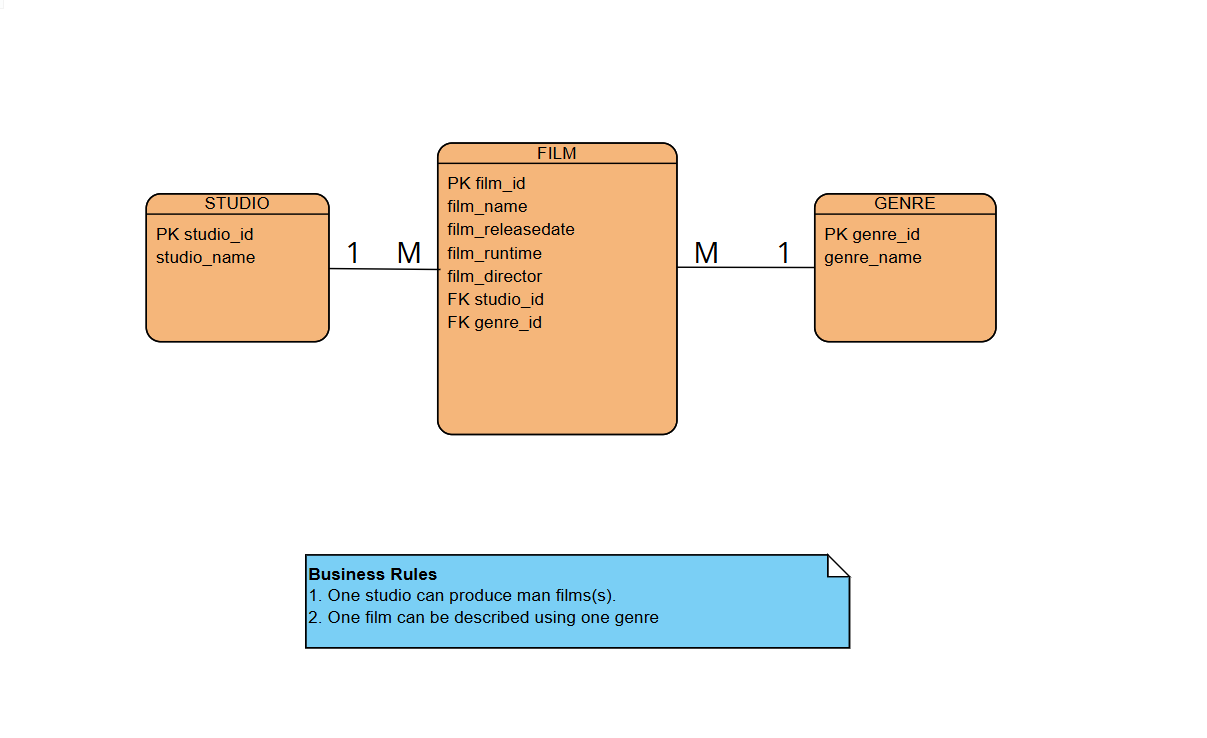 STUDIO
PK studio_id
studio_name
1 M
FILM
PK film_id
film_name
film_releasedate
film_runtime
film_director
FK studio_id
FK genre_id
M 1
GENRE
PK genre_id
genre_name
Business Rules
1. One studio can produce man films(s).
2. One film can be described using one genre